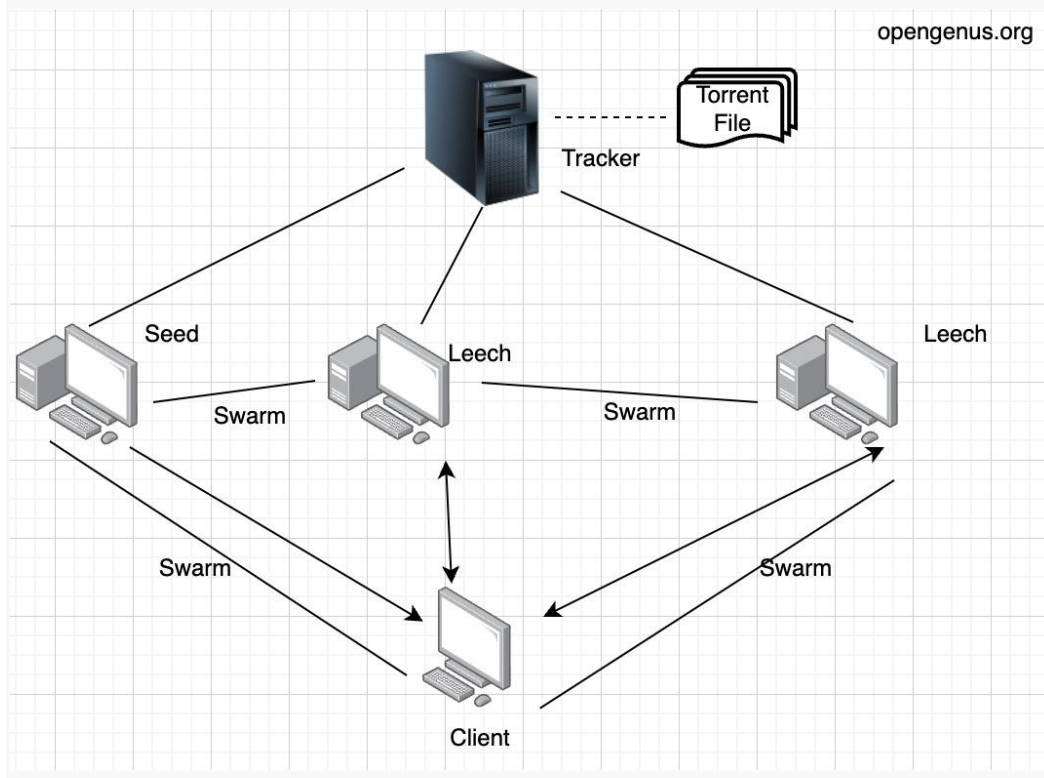 opengenus.org
Torrent
File
Tracker
Seed
Leech
Leech
Swarm
Swarm
Swarm
Swarm
Client